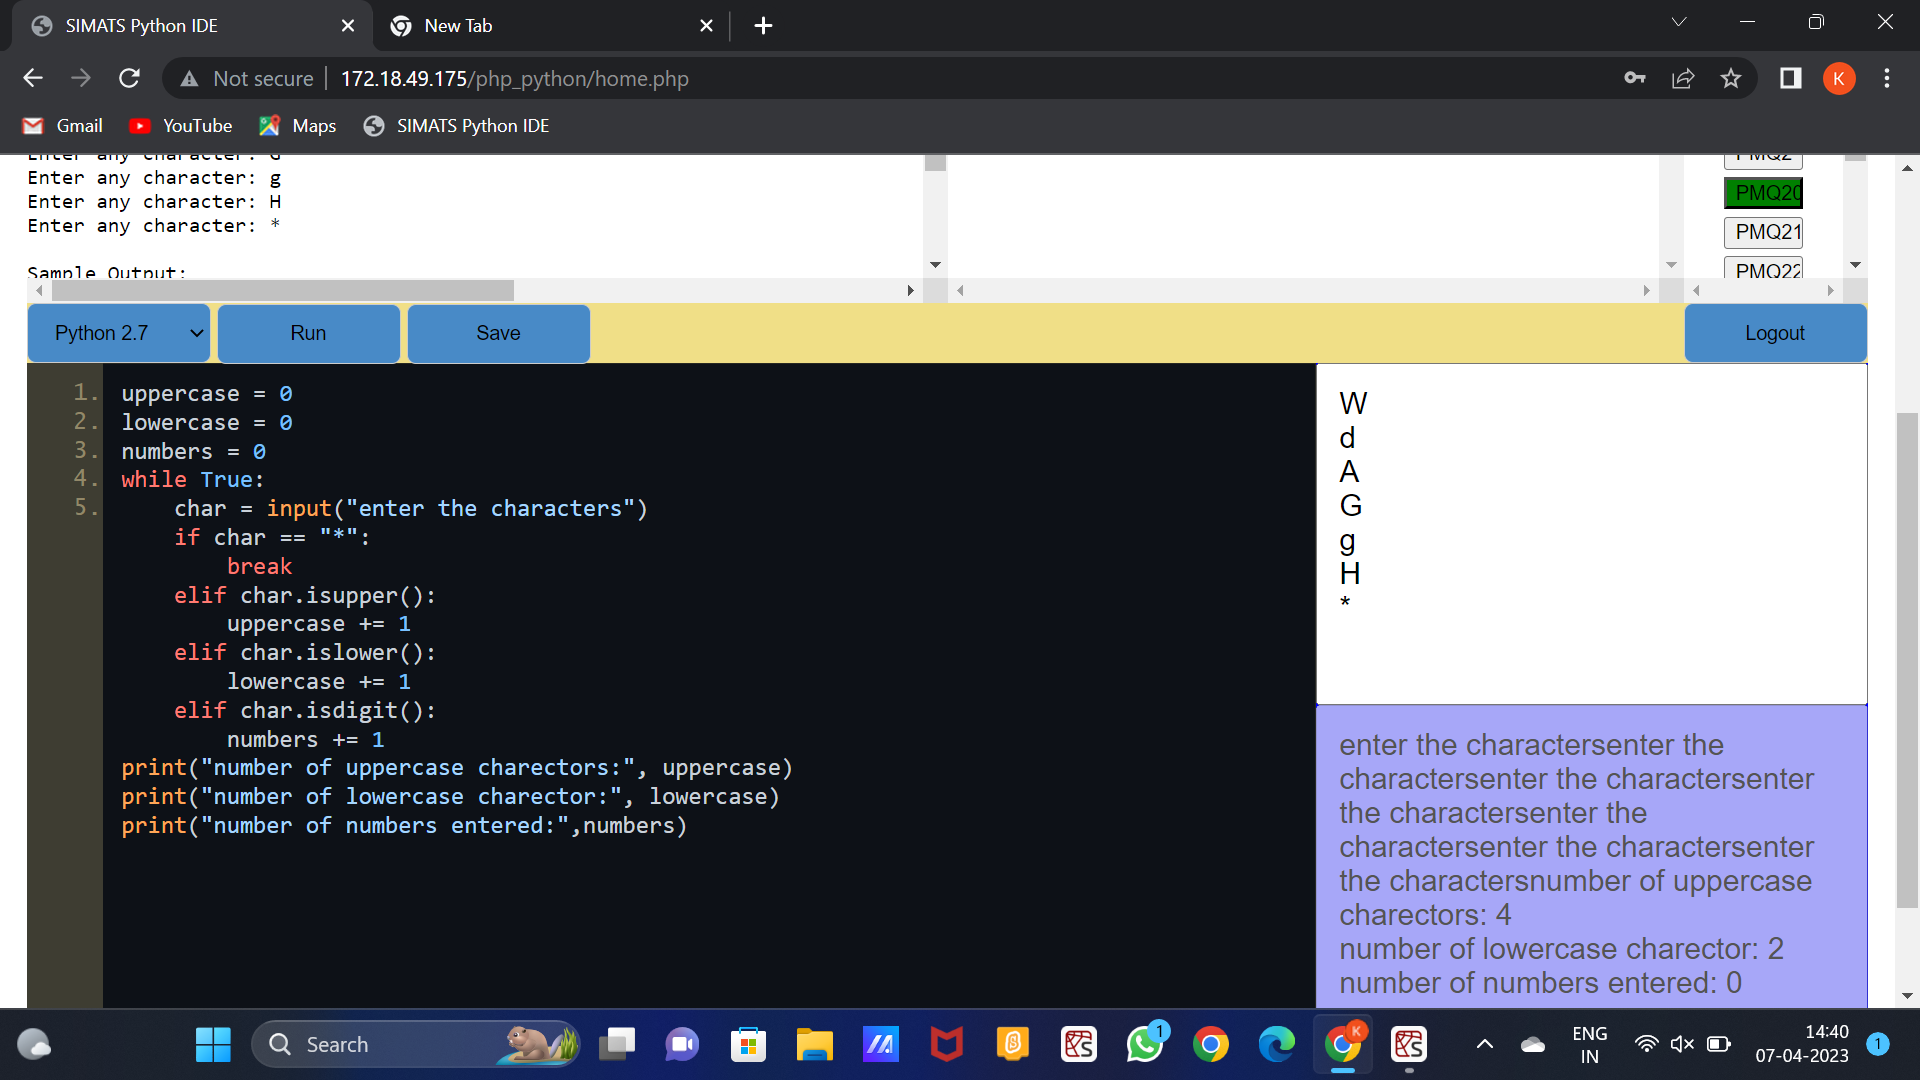 SIMATS Python IDE
New Tab
Not secure
172.18.49.175/php_python/home.php
K
Gmail
YouTube
Maps
SIMATS Python IDE
Enter any character: G
Enter any character: g
Enter any character: H
Enter any character: *
Sample Output:
PMQ2
PMQ20
PMQ21
PMQ22
Python 2.7
Run
Save
Logout
1.
2.
3.
4.
5.
uppercase = 0
lowercase = 0
numbers = 0
while True:
    char = input("enter the characters")
    if char == "*":
        break
    elif char.isupper():
        uppercase += 1
    elif char.islower():
        lowercase += 1
    elif char.isdigit():
        numbers += 1
print("number of uppercase charectors:", uppercase)
print("number of lowercase charector:", lowercase)
print("number of numbers entered:",numbers)
W
d
A
G
g
H
*
enter the charactersenter the
charactersenter the charactersenter
the charactersenter the
charactersenter the charactersenter
the charactersnumber of uppercase
charectors: 4
number of lowercase charector: 2
number of numbers entered: 0
Search
1
K
ENG
IN
14:40
07-04-2023
1